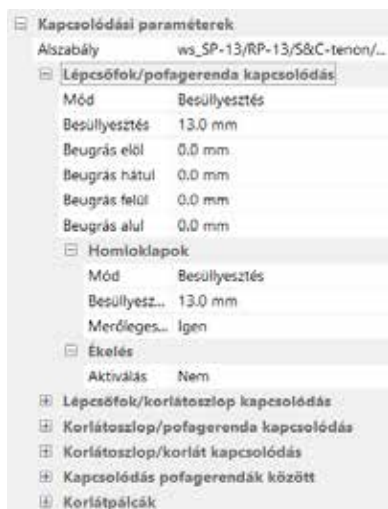 Kapcsolódási paraméterek
Alszabály ws_SP-13/RP-13/S&C-tenon/...
Lépcsőfok/pofagerenda kapcsolódás
Mód Besüllyesztés
Besüllyesztés 13.0 mm
Beugrás elöl 0.0 mm
Beugrás hátul 0.0 mm
Beugrás felül 0.0 mm
Beugrás alul 0.0 mm
Homloklapok
Mód Besüllyesztés
Besüllyesz... 13.0 mm
Merőleges... Igen
Ékelés
Aktiválás Nem
Lépcsőfok/korlátoszlop kapcsolódás
Korlátoszlop/pofagerenda kapcsolódás
Korlátoszlop/korlát kapcsolódás
Kapcsolódás pofagerendák között
Korlátpálcák